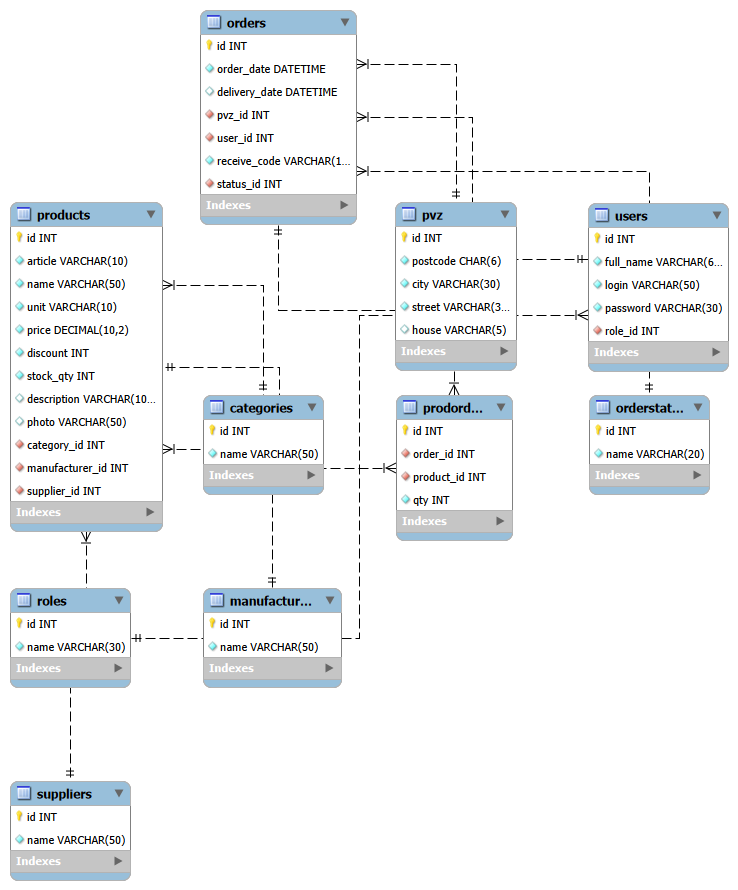 orders
id INT
order_date DATETIME
delivery_date DATETIME
pvz_id INT
user_id INT
receive_code VARCHAR(1...
status_id INT
Indexes
products
id INT
article VARCHAR(10)
name VARCHAR(50)
unit VARCHAR(10)
price DECIMAL(10,2)
discount INT
stock_qty INT
description VARCHAR(10...
photo VARCHAR(50)
category_id INT
manufacturer_id INT
supplier_id INT
Indexes
pvz
id INT
postcode CHAR(6)
city VARCHAR(30)
street VARCHAR(3...
house VARCHAR(5)
Indexes
users
id INT
full_name VARCHAR(6...
login VARCHAR(50)
password VARCHAR(30)
role_id INT
Indexes
categories
id INT
name VARCHAR(50)
Indexes
prodord...
id INT
order_id INT
product_id INT
qty INT
Indexes
orderstat...
id INT
name VARCHAR(20)
Indexes
roles
id INT
name VARCHAR(30)
Indexes
manufactur...
id INT
name VARCHAR(50)
Indexes
suppliers
id INT
name VARCHAR(50)
Indexes